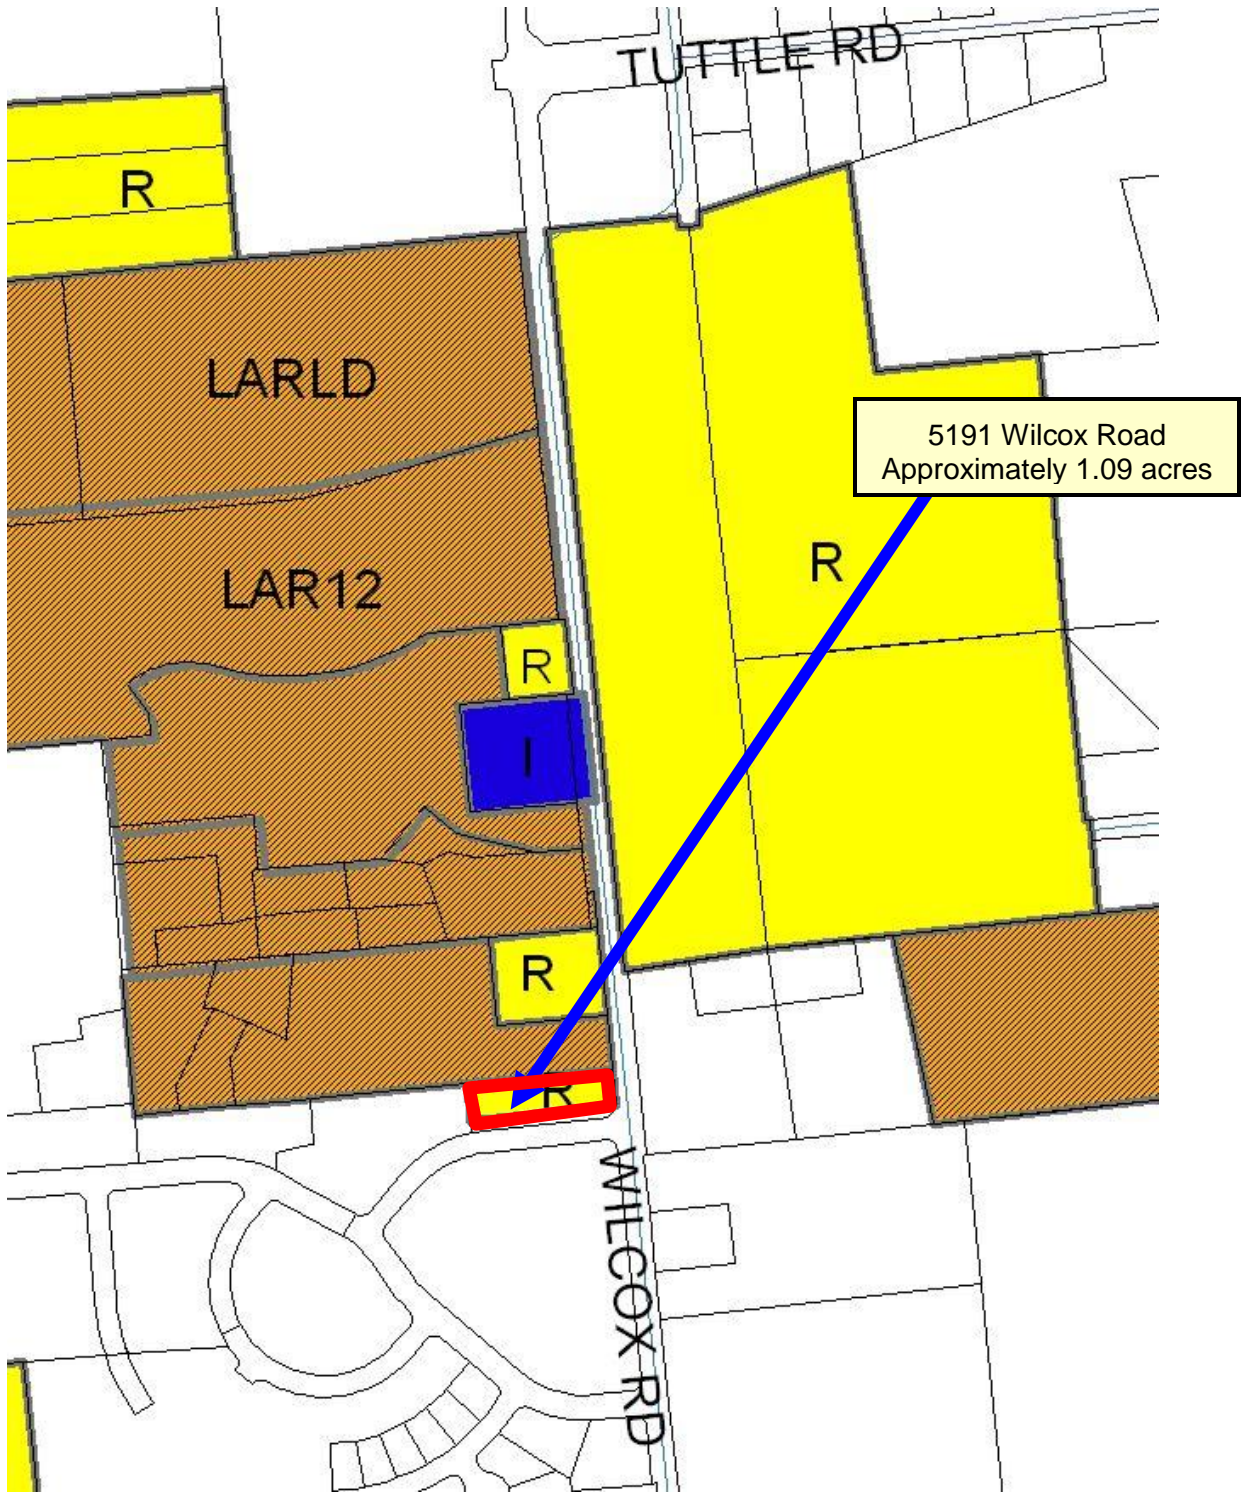 TUTTLE RD
R
LARLD
5191 Wilcox Road
Approximately 1.09 acres
R
LAR12
R
I
R
R
WILCOX RD